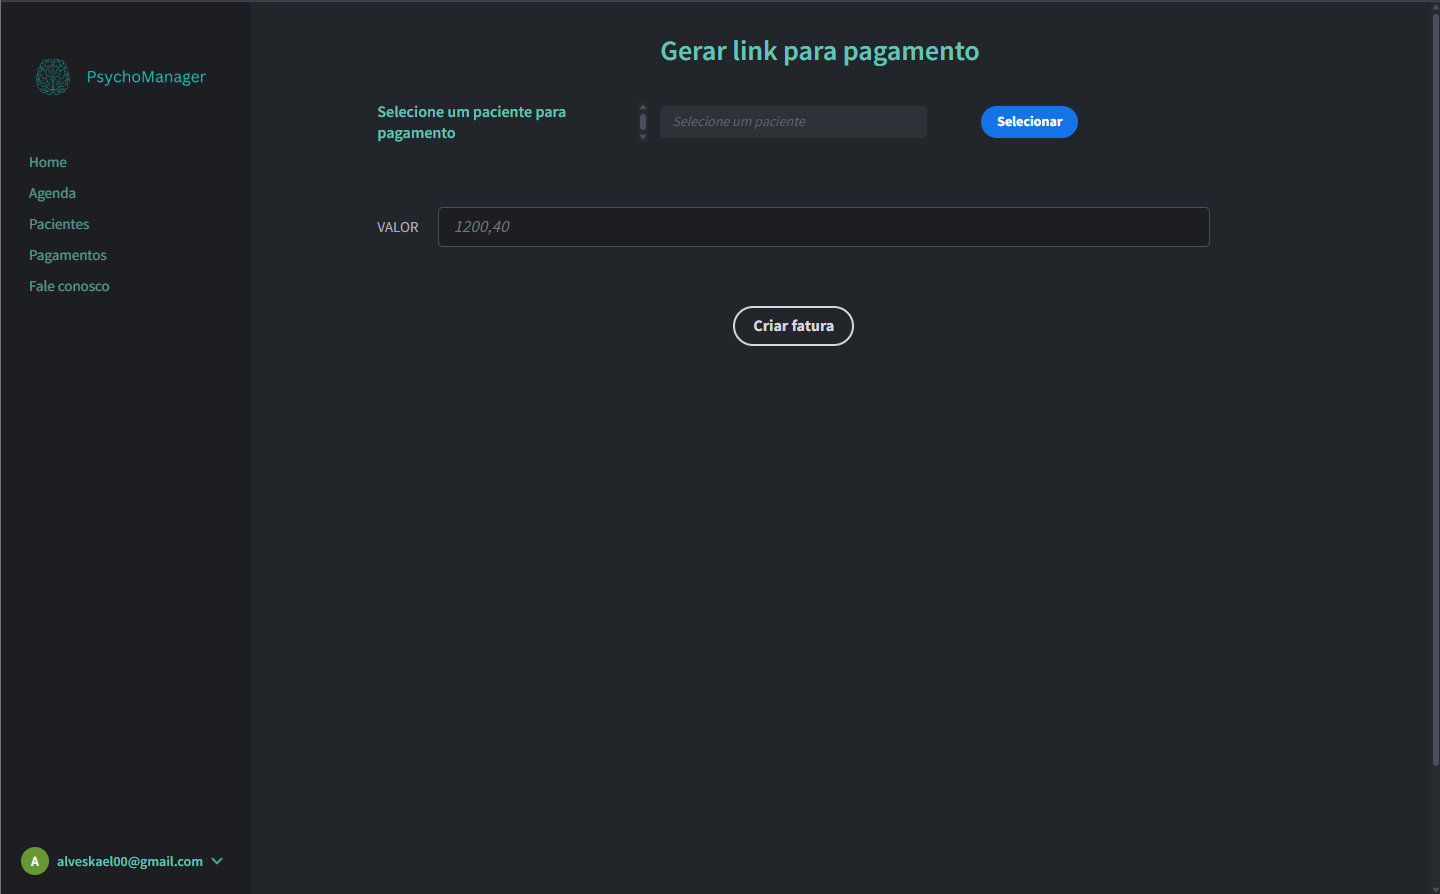 PsychoManager
Home
Agenda
Pacientes
Pagamentos
Fale conosco
A
alveskael00@gmail.com
Gerar link para pagamento
Selecione um paciente para
pagamento
Selecione um paciente
Selecionar
VALOR
1200,40
Criar fatura